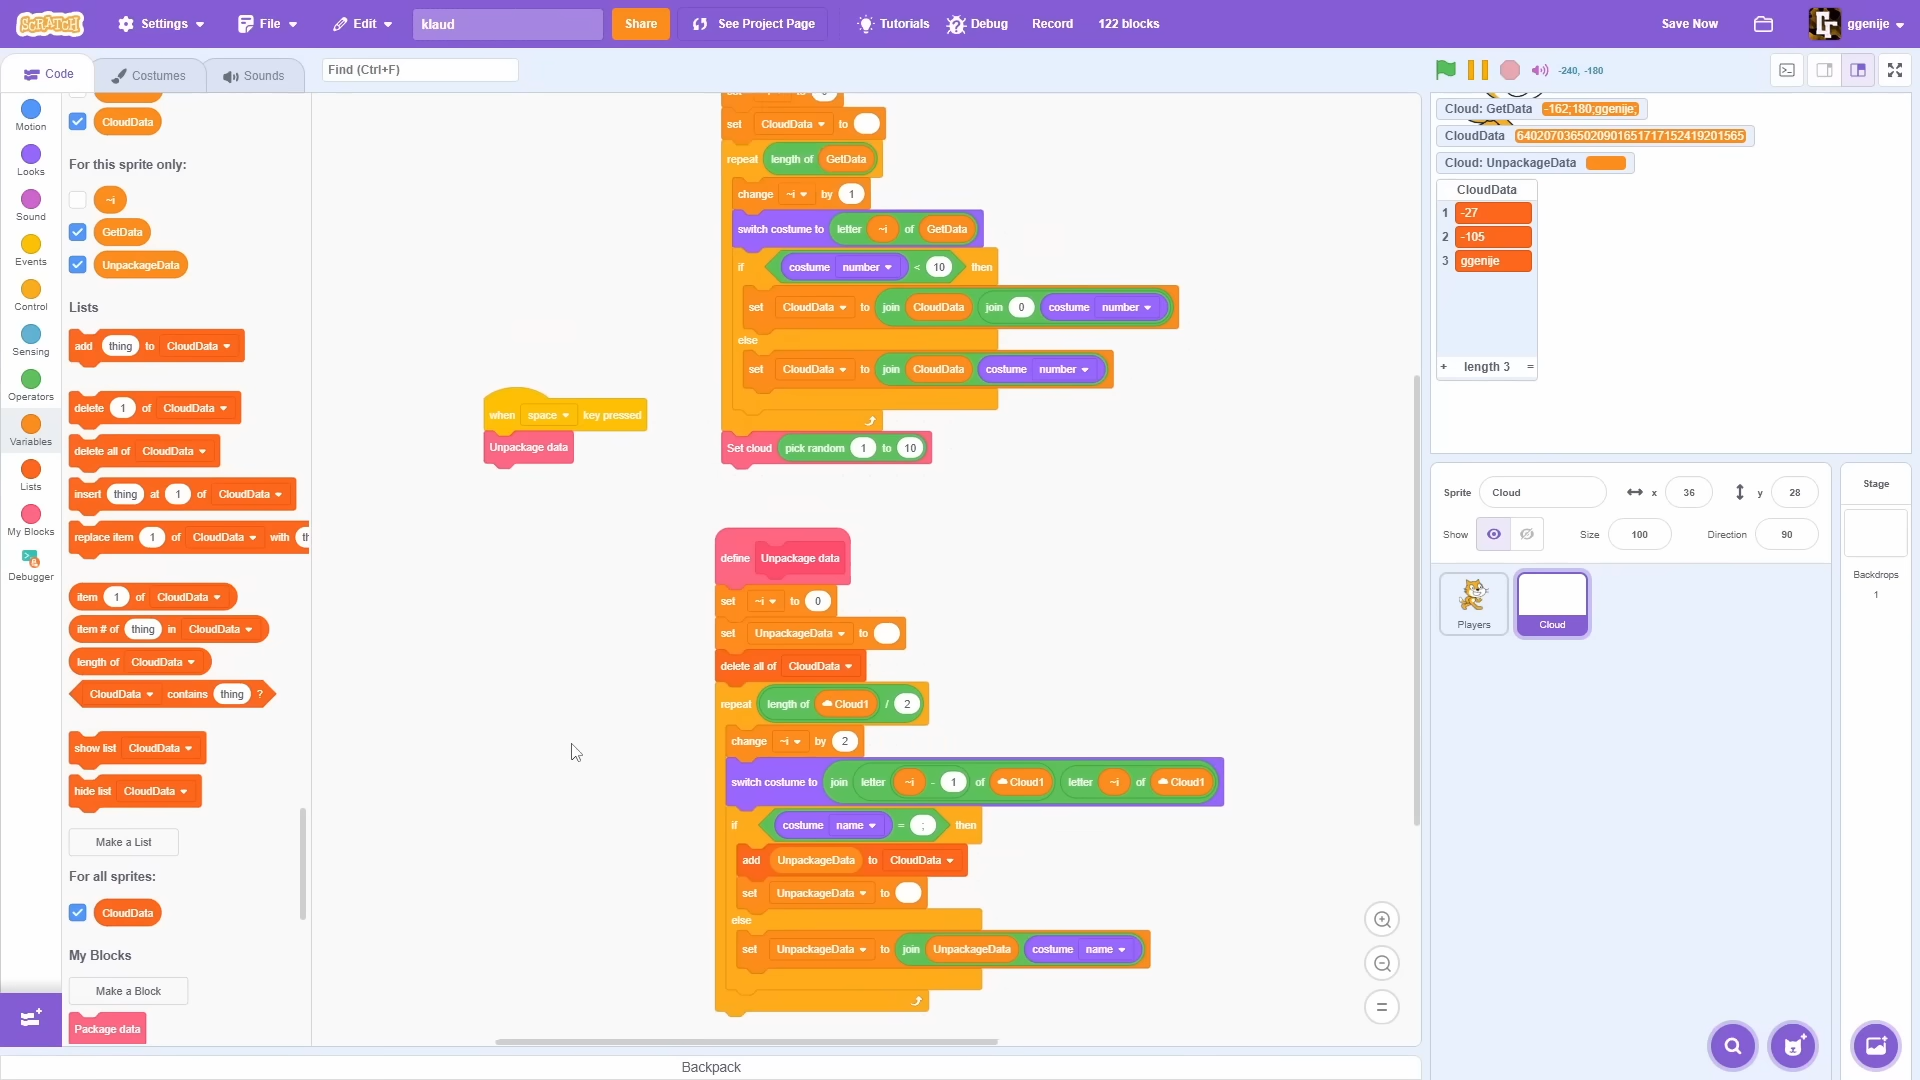 SCRATCH Settings File Edit klaud Share See Project Page Tutorials Debug Record 122 blocks Save Now ggenije
Code Costumes Sounds Find (Ctrl+F)
-240, -180
Motion
Looks
Sound
Events
Control
Sensing
Operators
Variables
Lists
My Blocks
Debugger
CloudData
For this sprite only:
~i
GetData
UnpackageData
Lists
add thing to CloudData
delete 1 of CloudData
delete all of CloudData
insert thing at 1 of CloudData
replace item 1 of CloudData with
item 1 of CloudData
item # of thing in CloudData
length of CloudData
CloudData contains thing ?
show list CloudData
hide list CloudData
Make a List
For all sprites:
CloudData
My Blocks
Make a Block
Package data
when space key pressed
Unpackage data
set CloudData to
repeat length of GetData
change ~i by 1
switch costume to letter ~i of GetData
if costume number < 10 then
set CloudData to join CloudData join 0 costume number
else
set CloudData to join CloudData costume number
Set cloud pick random 1 to 10
define Unpackage data
set ~i to 0
set UnpackageData to
delete all of CloudData
repeat length of Cloud1 / 2
change ~i by 2
switch costume to join letter ~i - 1 of Cloud1 letter ~i of Cloud1
if costume name = ; then
add UnpackageData to CloudData
set UnpackageData to
else
set UnpackageData to join UnpackageData costume name
Backpack
Cloud: GetData -162;180;ggenije;
CloudData 6402070365020901651717152419201565
Cloud: UnpackageData
CloudData
1 -27
2 -105
3 ggenije
+ length 3 =
Sprite Cloud x 36 y 28
Show Size 100 Direction 90
Players
Cloud
Stage
Backdrops
1